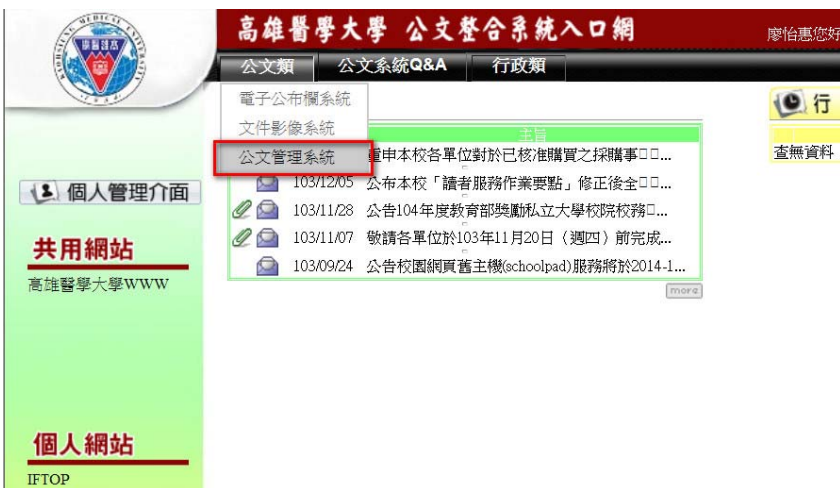 高雄醫學大學 公文整合系統入口網
廖怡惠您好
公文類 公文系統Q&A 行政類
電子公布欄系統
文件影像系統
公文管理系統
主旨
重申本校各單位對於已核准購買之採購事□□...
103/12/05 公布本校「讀者服務作業要點」修正後全□□...
103/11/28 公告104年度教育部獎勵私立大學校院校務□...
103/11/07 敬請各單位於103年11月20日（週四）前完成...
103/09/24 公告校園網頁舊主機(schoolpad)服務將於2014-1...
more
行
查無資料
個人管理介面
共用網站
高雄醫學大學WWW
個人網站
IFTOP